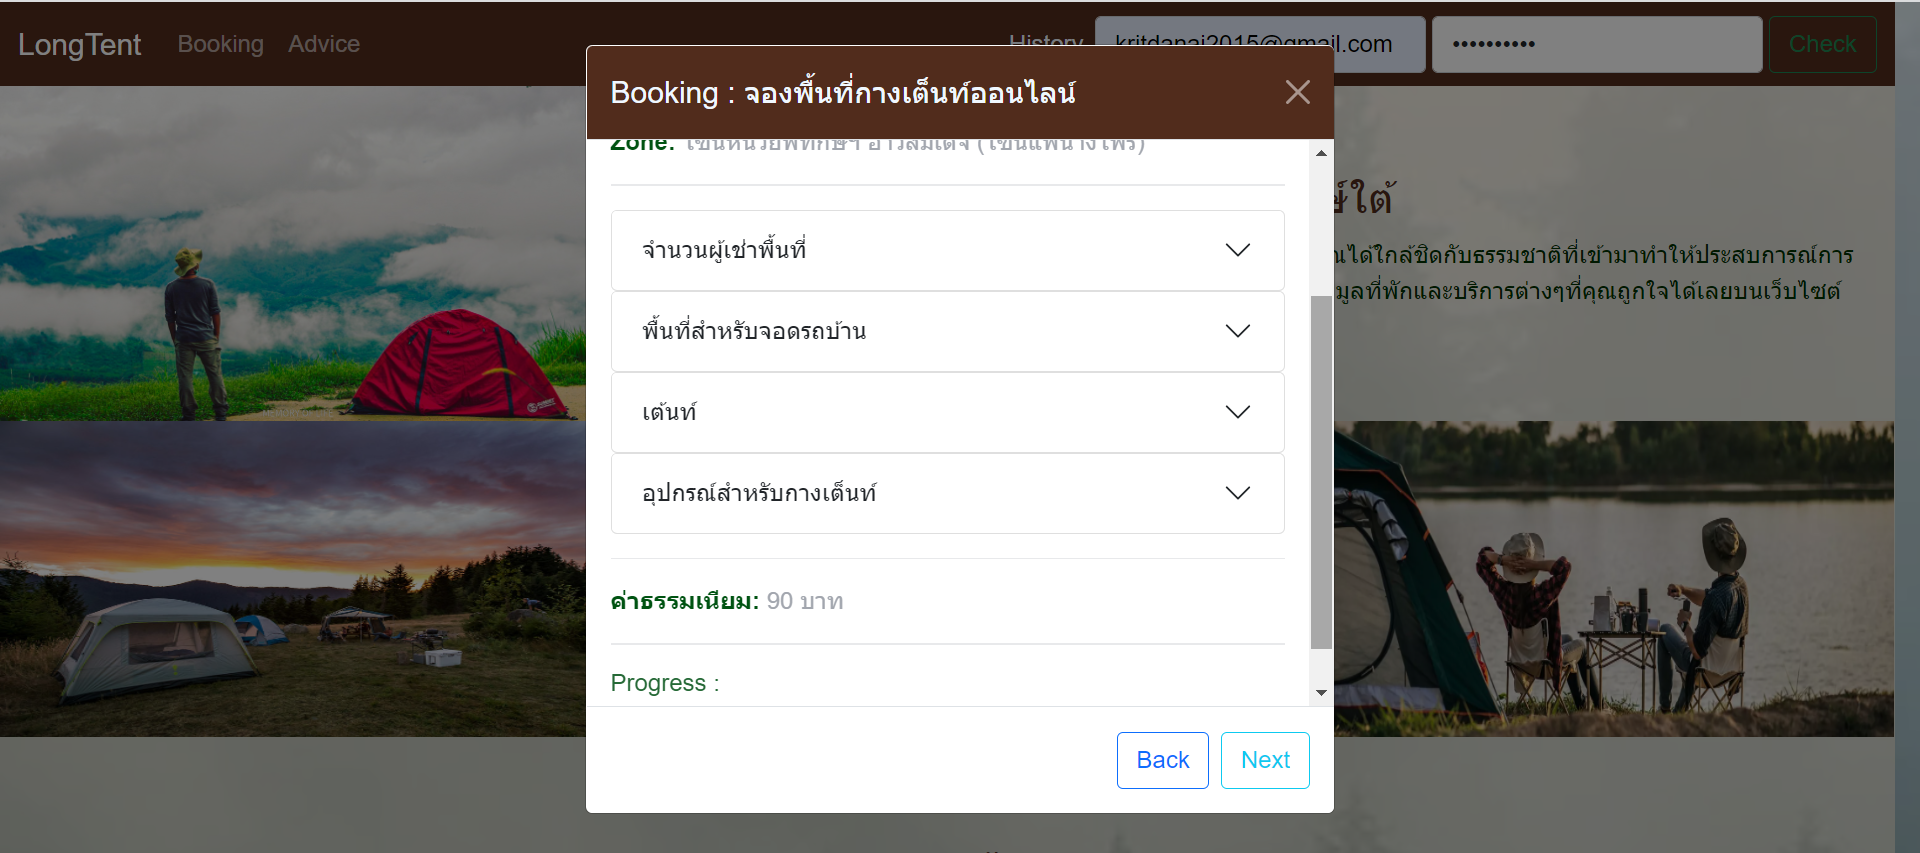 LongTent Booking Advice History kritdanai2015@gmail.com •••••••••• Check
Booking : จองพื้นที่กางเต็นท์ออนไลน์
Zone:
ษ์ใต้
ณได้ใกล้ชิดกับธรรมชาติที่เข้ามาทำให้ประสบการณ์การ
มูลที่พักและบริการต่างๆที่คุณถูกใจได้เลยบนเว็บไซต์
จำนวนผู้เช่าพื้นที่
พื้นที่สำหรับจอดรถบ้าน
เต้นท์
อุปกรณ์สำหรับกางเต็นท์
ค่าธรรมเนียม: 90 บาท
Progress :
Back Next